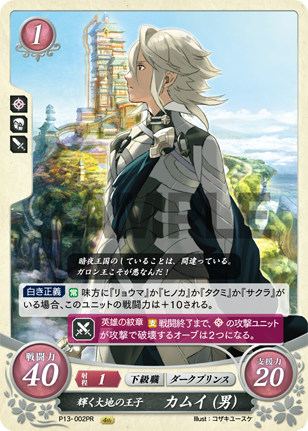 1
SAMPLE
暗夜王国のしていることは、間違っている。
ガロン王こそが悪なんだ!
白き正義 常 味方に『リョウマ』か『ヒノカ』か『タクミ』か『サクラ』が
いる場合、このユニットの戦闘力は+10される。
英雄の紋章 支 戦闘終了まで、の攻撃ユニット
が攻撃で破壊するオーブは2つになる。
戦闘力
40
射程 1 下級職 ダークプリンス
支援力
20
輝く大地の王子 カムイ(男)
P13-002PR
Illust:コザキユースケ